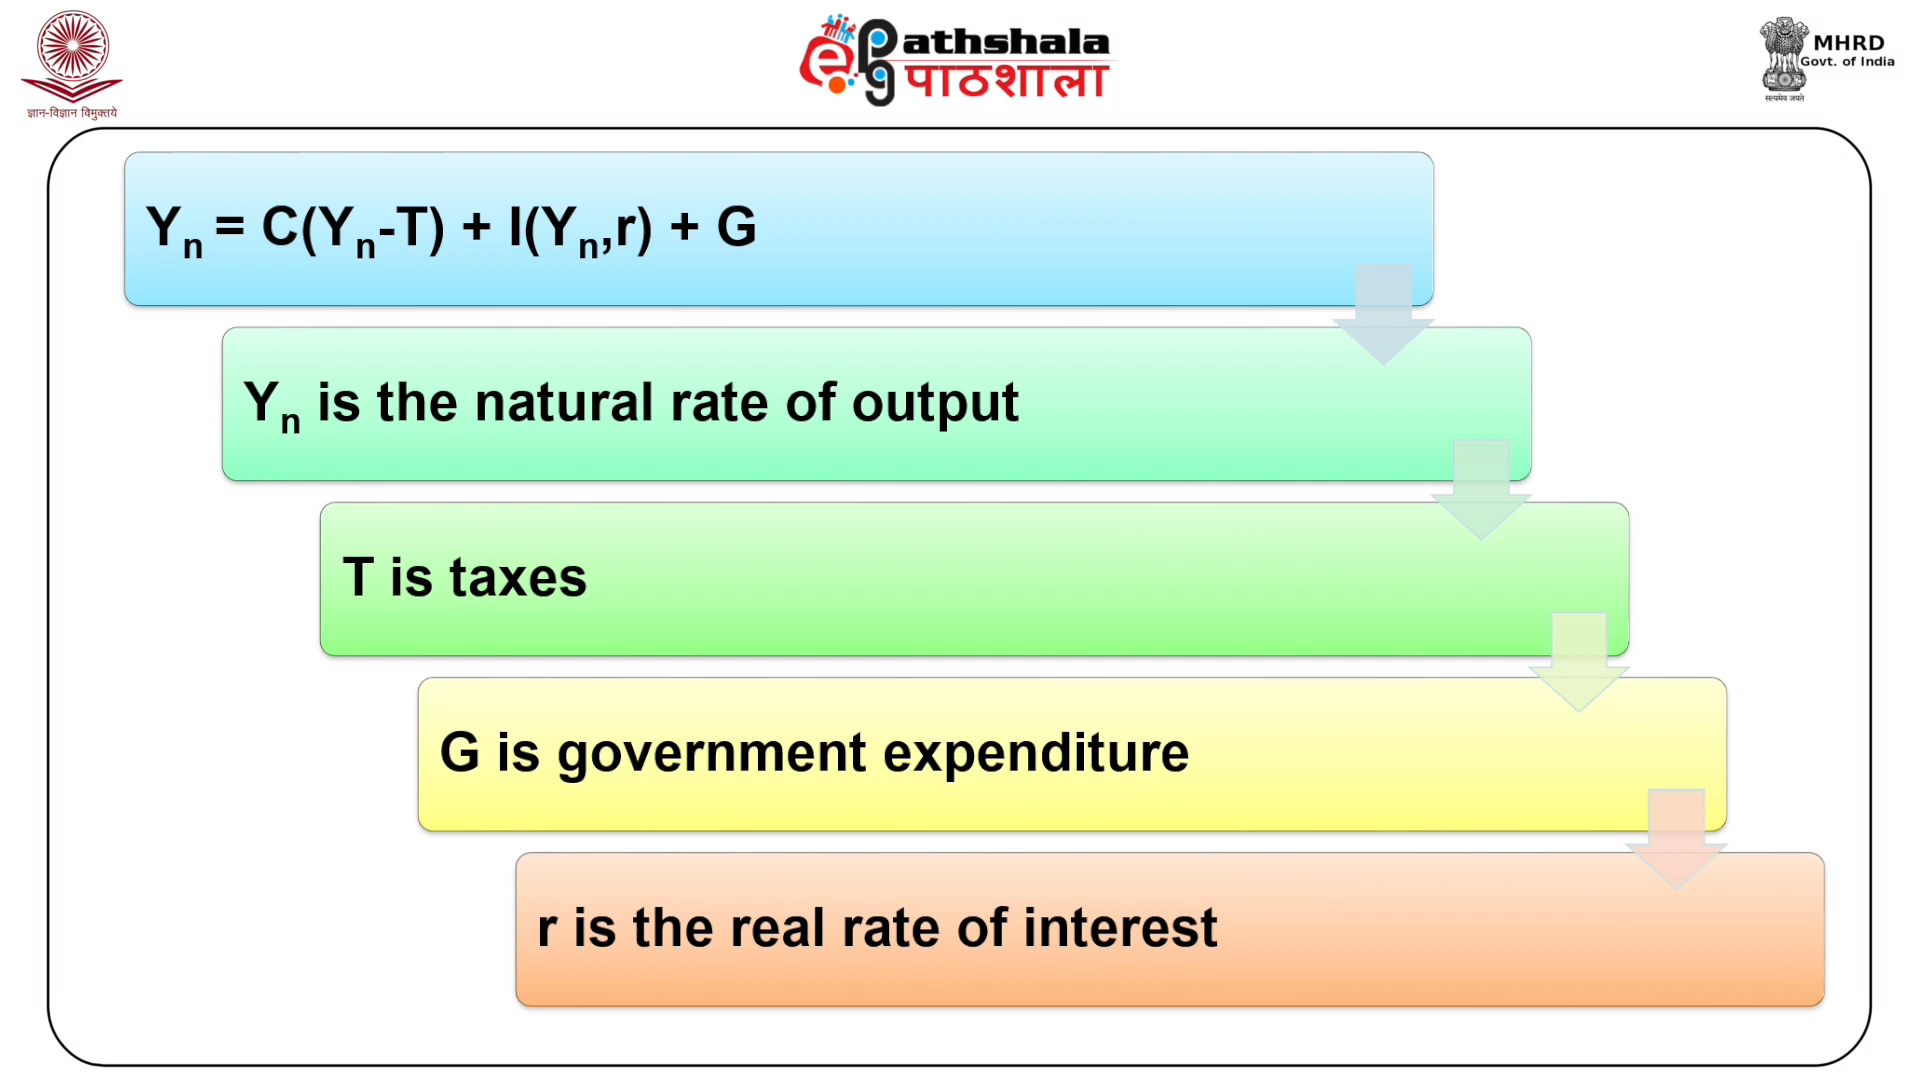 ज्ञान-विज्ञान विमुक्तये
e pg athshala
पाठशाला
MHRD
Govt. of India
सत्यमेव जयते
Yn = C(Yn-T) + I(Yn,r) + G
Yn is the natural rate of output
T is taxes
G is government expenditure
r is the real rate of interest